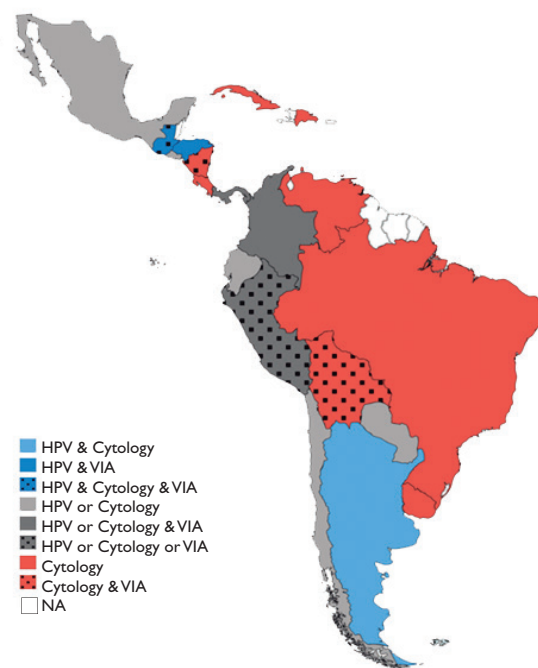 HPV & Cytology
HPV & VIA
HPV & Cytology & VIA
HPV or Cytology
HPV or Cytology & VIA
HPV or Cytology or VIA
Cytology
Cytology & VIA
NA